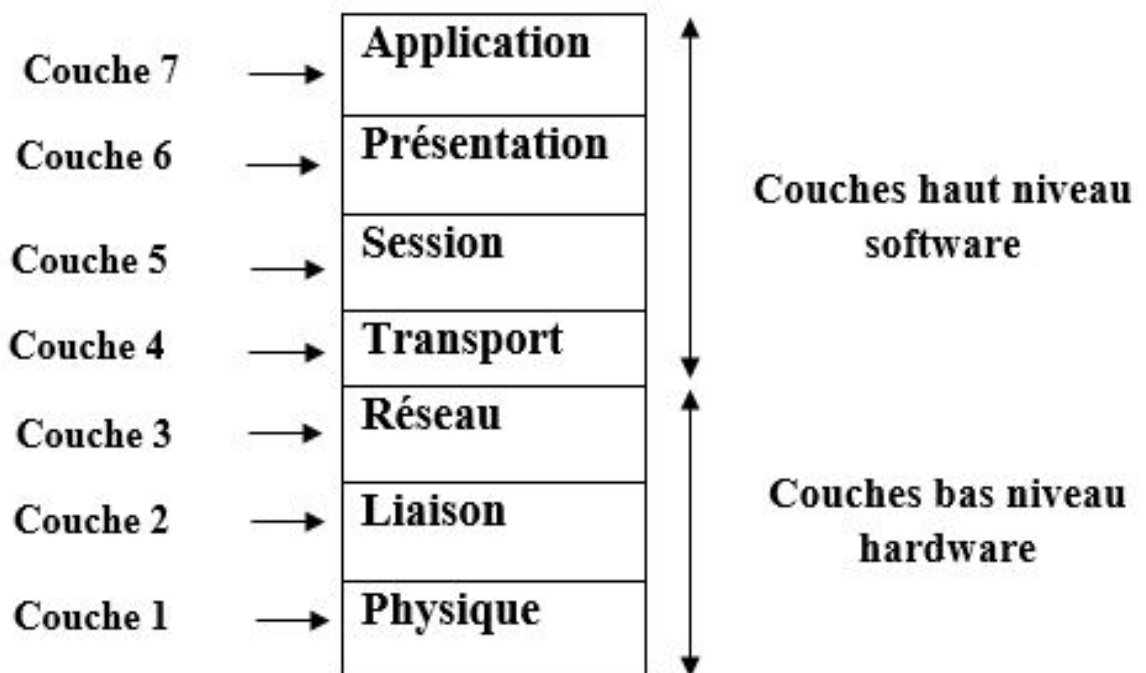 Couche 7
Application
Couche 6
Présentation
Couche 5
Session
Couche 4
Transport
Couche 3
Réseau
Couche 2
Liaison
Couche 1
Physique
Couches haut niveau
software
Couches bas niveau
hardware